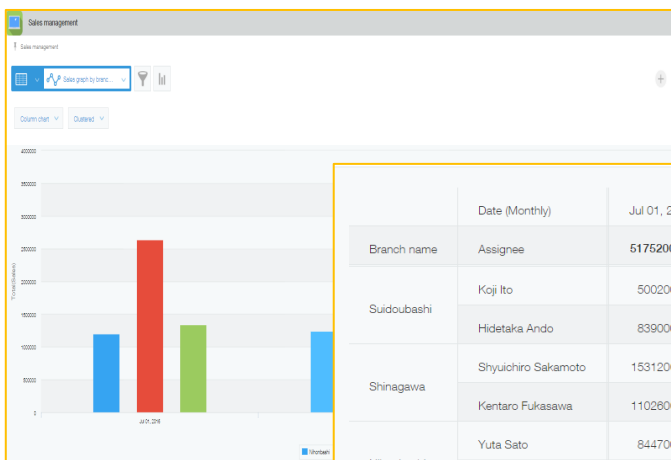 Sales management
Sales management
Sales graph by branc...
Column chart
Clustered
4000000
3500000
3000000
2500000
2000000
1500000
1000000
500000
0
Jul 01, 2016
Nihonbashi
Date (Monthly)
Jul 01, 2
Branch name
Assignee
5175200
Suidoubashi
Koji Ito
500200
Hidetaka Ando
839000
Shinagawa
Shyuichiro Sakamoto
1531200
Kentaro Fukasawa
1102600
Yuta Sato
844700